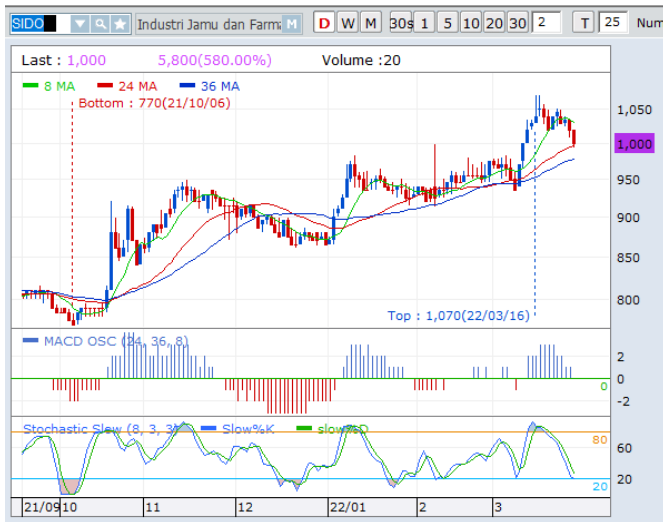 SIDO Industri Jamu dan Farma M D W M 30s 1 5 10 20 30 2 T 25 Num
Last : 1,000 5,800(580.00%) Volume :20
8 MA 24 MA 36 MA
Bottom : 770(21/10/06)
1,050
1,000
950
900
850
800
Top : 1,070(22/03/16)
MACD OSC (24, 36, 8)
2
0 0
-2
Stochastic Slow (8, 3, 3) Slow%K slow%D
80
60
20
20
21/09 10 11 12 22/01 2 3